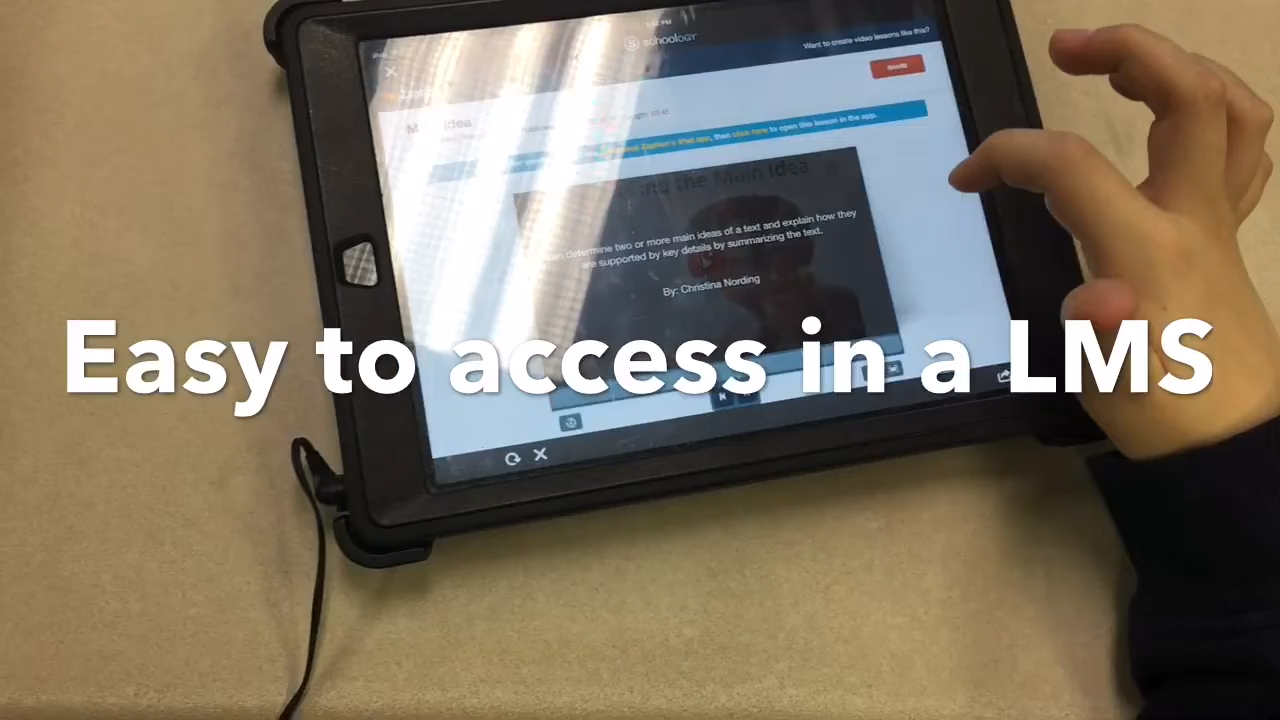 schoology
Want to create video lessons like this?
SHARE
Idea
iPad app, then click here to open this lesson in the app.
the Main Idea
determine two or more main ideas of a text and explain how they
are supported by key details by summarizing the text.
By: Christina Nording
Easy to access in a LMS